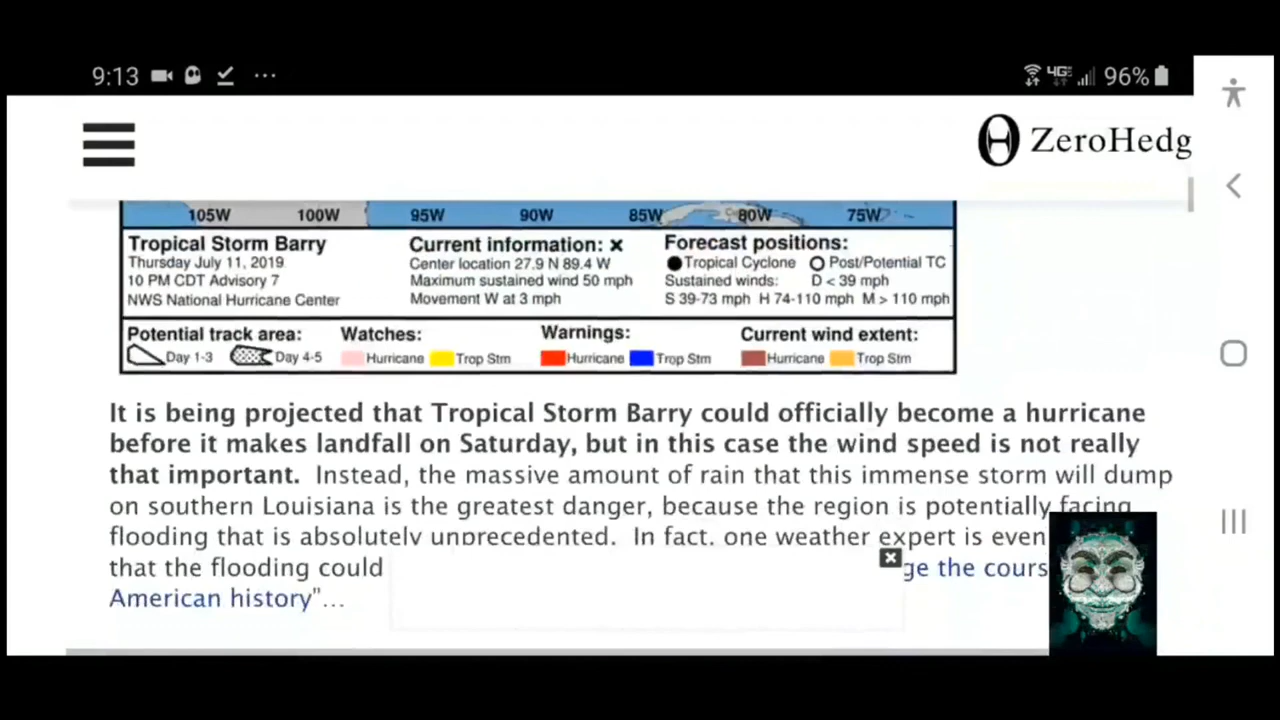 9:13 ... 4GE 96%
ZeroHedg
105W 100W 95W 90W 85W 80W 75W
Tropical Storm Barry Current information: x Forecast positions:
Thursday July 11, 2019 Center location 27.9 N 89.4 W Tropical Cyclone Post/Potential TC
10 PM CDT Advisory 7 Maximum sustained wind 50 mph Sustained winds: D < 39 mph
NWS National Hurricane Center Movement W at 3 mph S 39-73 mph H 74-110 mph M > 110 mph
Potential track area: Watches: Warnings: Current wind extent:
Day 1-3 Day 4-5 Hurricane Trop Stm Hurricane Trop Stm Hurricane Trop Stm
It is being projected that Tropical Storm Barry could officially become a hurricane
before it makes landfall on Saturday, but in this case the wind speed is not really
that important. Instead, the massive amount of rain that this immense storm will dump
on southern Louisiana is the greatest danger, because the region is potentially facing
flooding that is absolutely unprecedented. In fact, one weather expert is even
that the flooding could ge the cours
American history”...